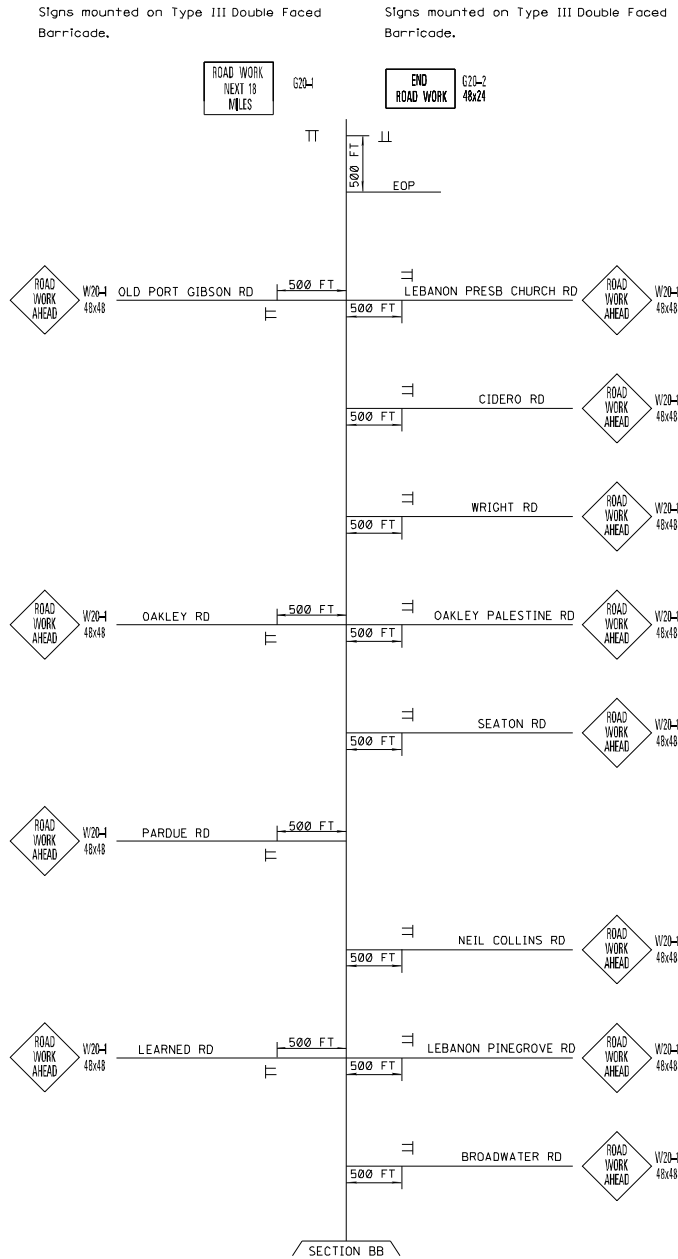 Signs mounted on Type III Double Faced
Barricade.
Signs mounted on Type III Double Faced
Barricade.
ROAD WORK
NEXT 18
MILES
G20-1
END
ROAD WORK
G20-2
48x24
500 FT
EOP
ROAD
WORK
AHEAD
W20-1
48x48
OLD PORT GIBSON RD
500 FT
500 FT
LEBANON PRESB CHURCH RD
ROAD
WORK
AHEAD
W20-1
48x48
500 FT
CIDERO RD
ROAD
WORK
AHEAD
W20-1
48x48
500 FT
WRIGHT RD
ROAD
WORK
AHEAD
W20-1
48x48
ROAD
WORK
AHEAD
W20-1
48x48
OAKLEY RD
500 FT
500 FT
OAKLEY PALESTINE RD
ROAD
WORK
AHEAD
W20-1
48x48
500 FT
SEATON RD
ROAD
WORK
AHEAD
W20-1
48x48
ROAD
WORK
AHEAD
W20-1
48x48
PARDUE RD
500 FT
500 FT
NEIL COLLINS RD
ROAD
WORK
AHEAD
W20-1
48x48
ROAD
WORK
AHEAD
W20-1
48x48
LEARNED RD
500 FT
500 FT
LEBANON PINEGROVE RD
ROAD
WORK
AHEAD
W20-1
48x48
500 FT
BROADWATER RD
ROAD
WORK
AHEAD
W20-1
48x48
SECTION BB